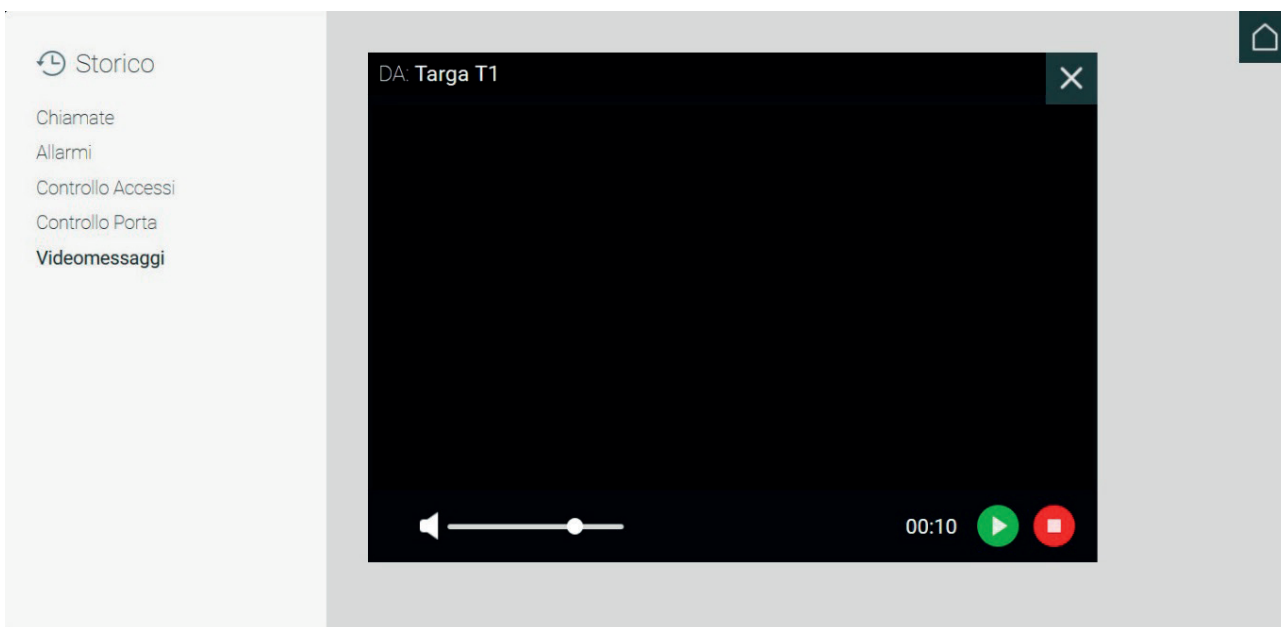 Storico
Chiamate
Allarmi
Controllo Accessi
Controllo Porta
Videomessaggi
DA: Targa T1
00:10